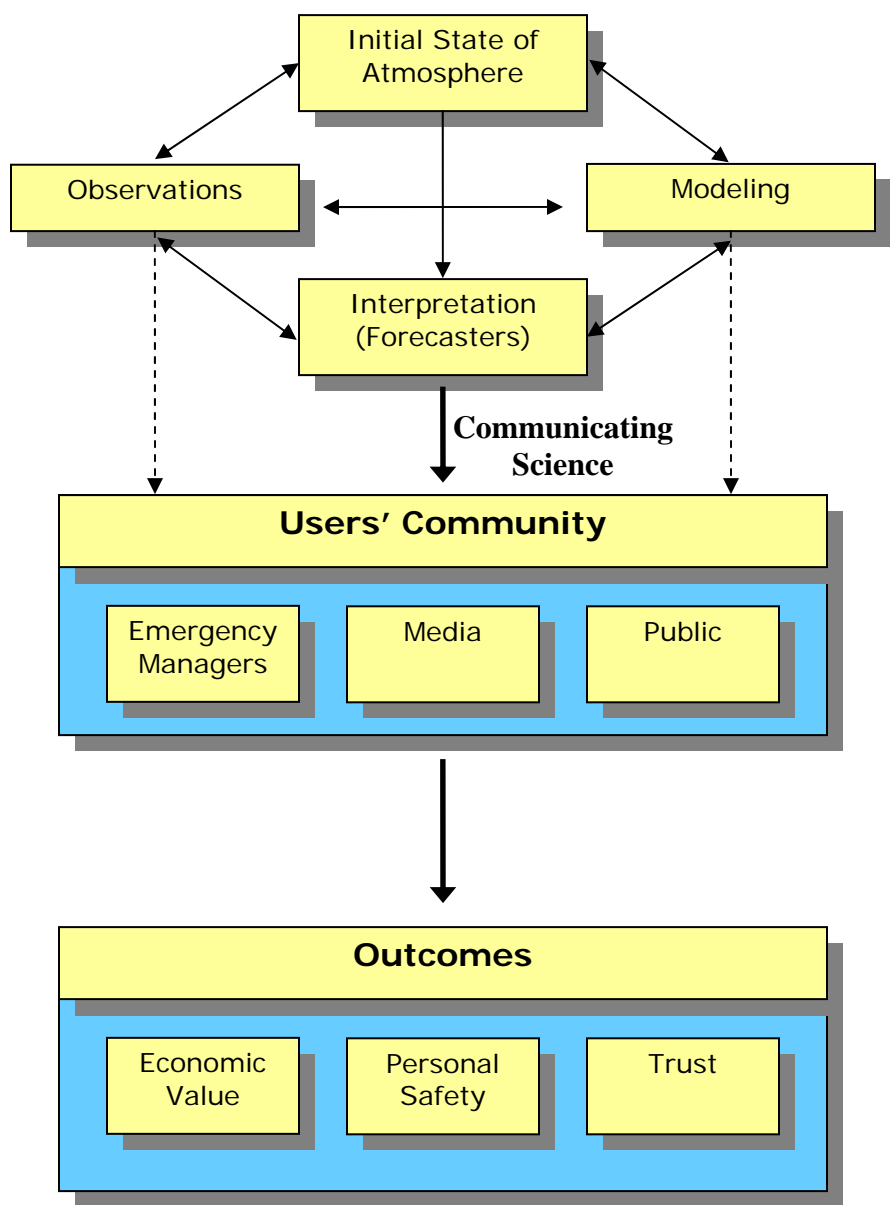 Initial State of
Atmosphere
Observations
Modeling
Interpretation
(Forecasters)
Communicating
Science
Users’ Community
Emergency
Managers
Media
Public
Outcomes
Economic
Value
Personal
Safety
Trust